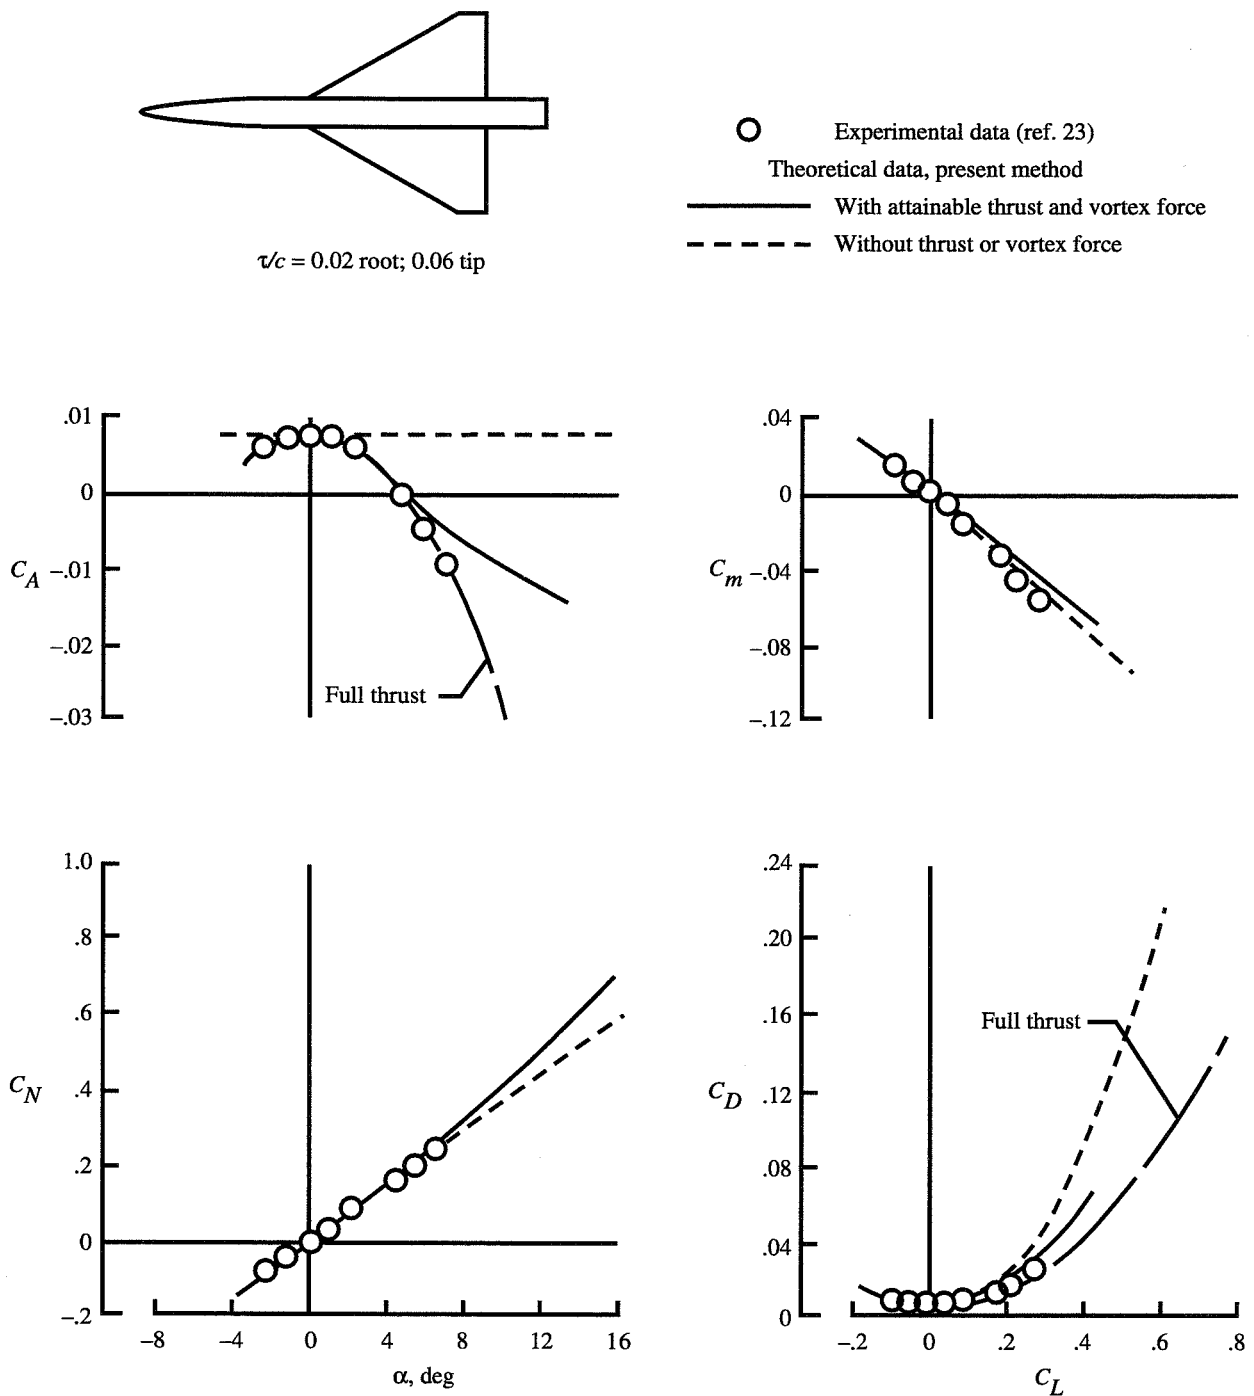 Experimental data (ref. 23)
Theoretical data, present method
With attainable thrust and vortex force
Without thrust or vortex force
τ/c = 0.02 root; 0.06 tip
.01
0
C_A –.01
–.02
–.03
Full thrust
.04
0
C_m –.04
–.08
–.12
1.0
.8
.6
C_N .4
.2
0
–.2
–8 –4 0 4 8 12 16
α, deg
.24
.20
.16
Full thrust
C_D .12
.08
.04
0
–.2 0 .2 .4 .6 .8
C_L